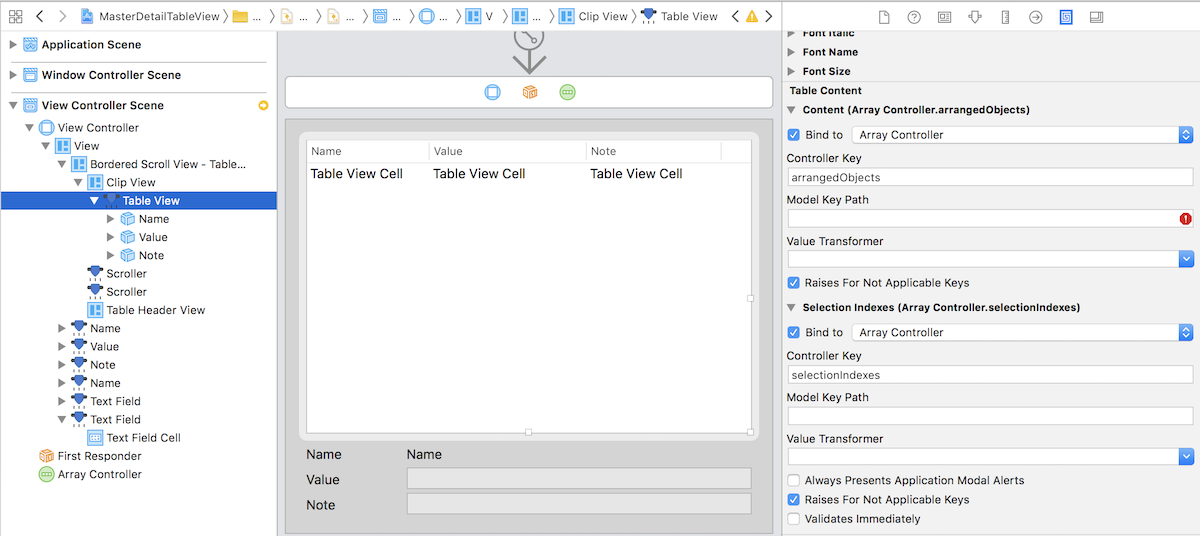 MasterDetailTableView ... ... ... ... V ... Clip View Table View
Application Scene
Window Controller Scene
View Controller Scene
View Controller
View
Bordered Scroll View - Table...
Clip View
Table View
Name
Value
Note
Scroller
Scroller
Table Header View
Name
Value
Note
Name
Text Field
Text Field
Text Field Cell
First Responder
Array Controller
Name Value Note
Table View Cell Table View Cell Table View Cell
Name Name
Value
Note
Font Italic
Font Name
Font Size
Table Content
Content (Array Controller.arrangedObjects)
Bind to Array Controller
Controller Key
arrangedObjects
Model Key Path
Value Transformer
Raises For Not Applicable Keys
Selection Indexes (Array Controller.selectionIndexes)
Bind to Array Controller
Controller Key
selectionIndexes
Model Key Path
Value Transformer
Always Presents Application Modal Alerts
Raises For Not Applicable Keys
Validates Immediately